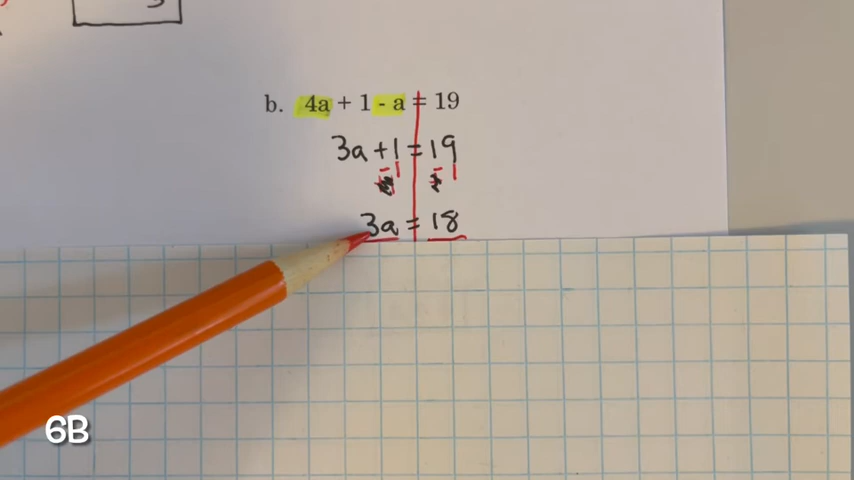 b. 4a + 1 - a = 19
3a + 1 = 19
- 1 - 1
3a = 18
6B